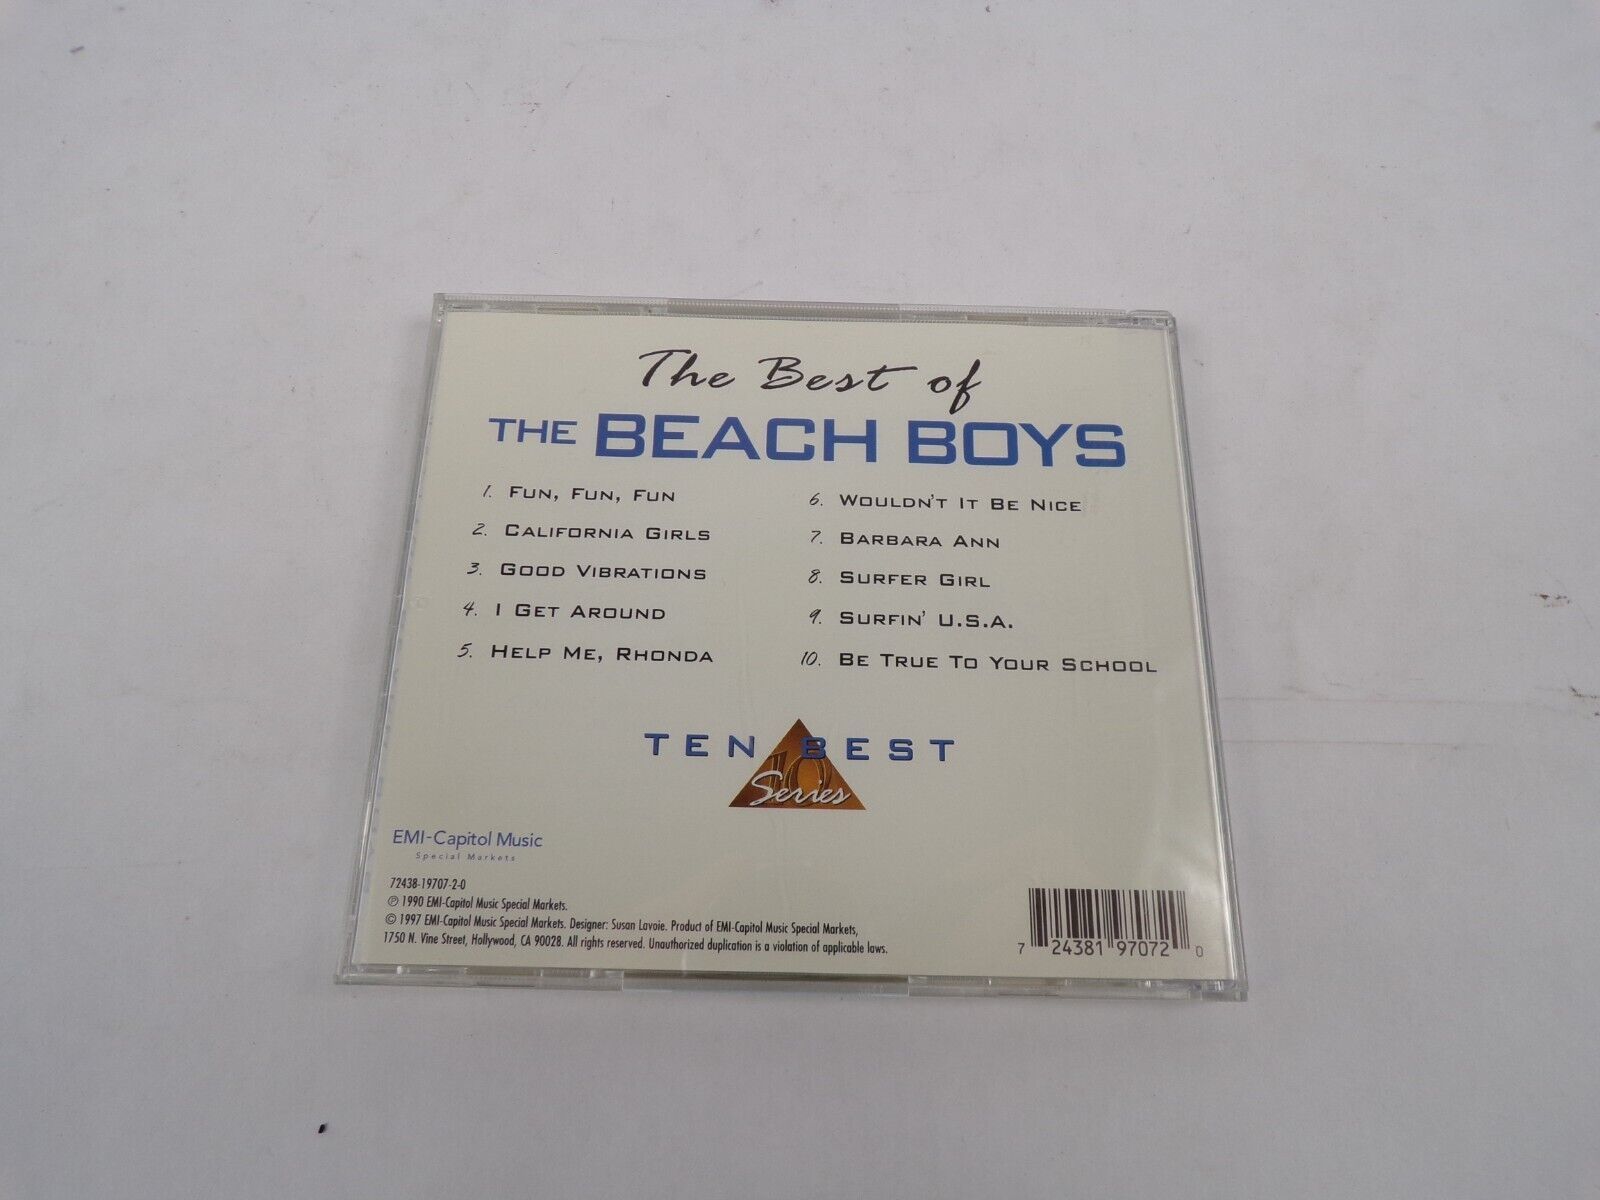 The Best of
THE BEACH BOYS
1. FUN, FUN, FUN
2. CALIFORNIA GIRLS
3. GOOD VIBRATIONS
4. I GET AROUND
5. HELP ME, RHONDA
6. WOULDN'T IT BE NICE
7. BARBARA ANN
8. SURFER GIRL
9. SURFIN' U.S.A.
10. BE TRUE TO YOUR SCHOOL
TEN BEST
10
Series
EMI-Capitol Music
Special Markets
72438-19707-2-0
℗ 1990 EMI-Capitol Music Special Markets.
© 1997 EMI-Capitol Music Special Markets. Designer: Susan Lavoie. Product of EMI-Capitol Music Special Markets,
1750 N. Vine Street, Hollywood, CA 90028. All rights reserved. Unauthorized duplication is a violation of applicable laws.
7 24381 97072 0